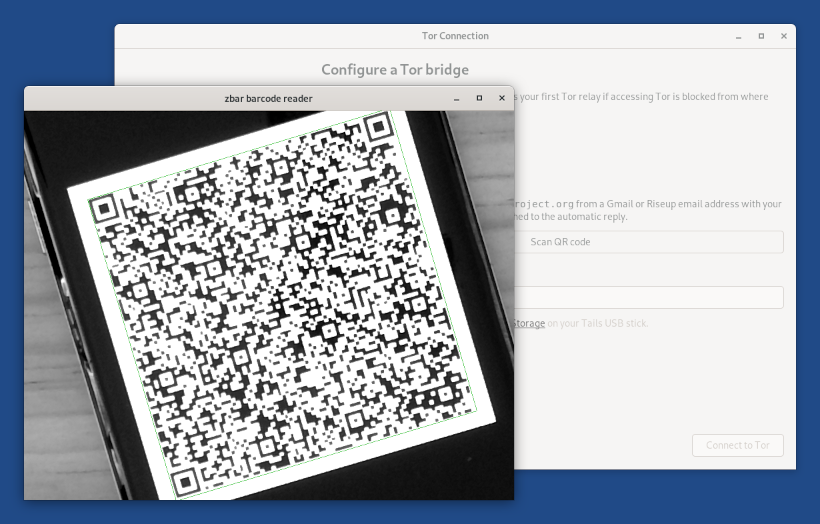 Tor Connection
Configure a Tor bridge
zbar barcode reader
your first Tor relay if accessing Tor is blocked from where
roject.org from a Gmail or Riseup email address with your
to the automatic reply.
Scan QR code
Storage on your Tails USB stick.
Connect to Tor